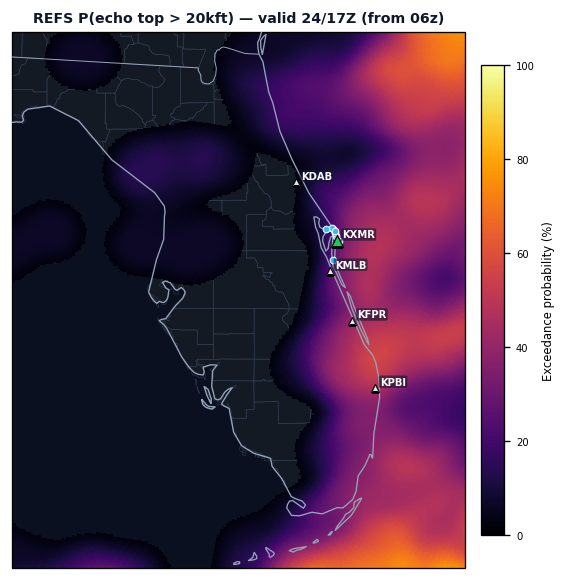 REFS P(echo top > 20kft) — valid 24/17Z (from 06z)
KDAB
KXMR
KMLB
KFPR
KPBI
100
80
60
40
20
0
Exceedance probability (%)